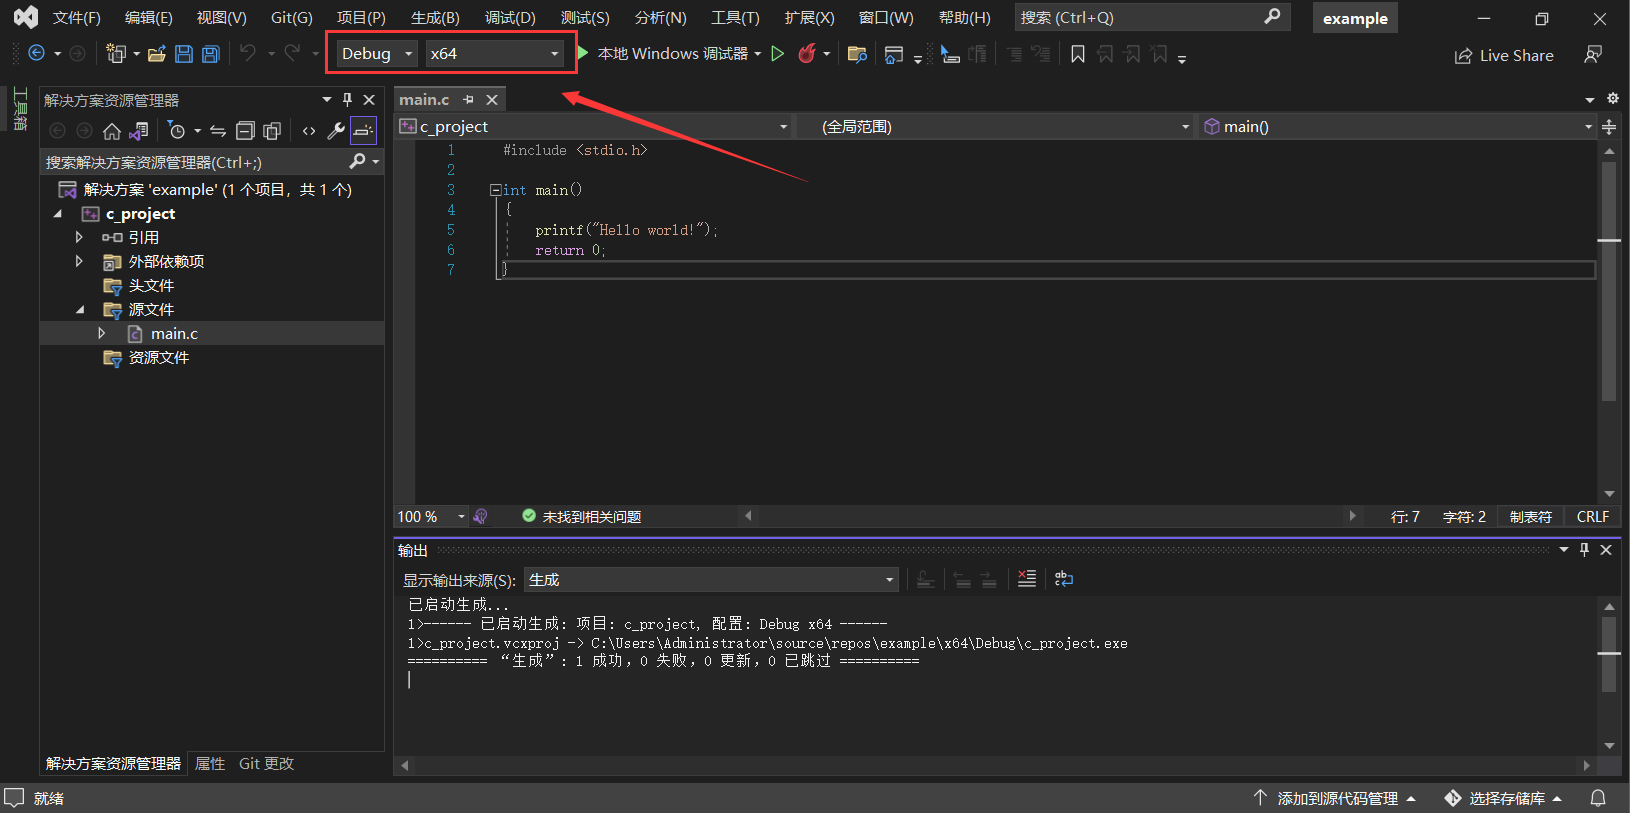 文件(F) 编辑(E) 视图(V) Git(G) 项目(P) 生成(B) 调试(D) 测试(S) 分析(N) 工具(T) 扩展(X) 窗口(W) 帮助(H) 搜索 (Ctrl+Q) example
Debug x64 本地 Windows 调试器 Live Share
工具箱
解决方案资源管理器
搜索解决方案资源管理器(Ctrl+;)
解决方案 'example' (1 个项目，共 1 个)
c_project
引用
外部依赖项
头文件
源文件
main.c
资源文件
解决方案资源管理器 属性 Git 更改
main.c
c_project (全局范围) main()
1 #include <stdio.h>
2
3 int main()
4 {
5 printf("Hello world!");
6 return 0;
7 }
100 % 未找到相关问题 行: 7 字符: 2 制表符 CRLF
输出
显示输出来源(S): 生成
已启动生成...
1>------ 已启动生成: 项目: c_project, 配置: Debug x64 ------
1>c_project.vcxproj -> C:\Users\Administrator\source\repos\example\x64\Debug\c_project.exe
========== “生成”: 1 成功，0 失败，0 更新，0 已跳过 ==========
就绪 添加到源代码管理 选择存储库